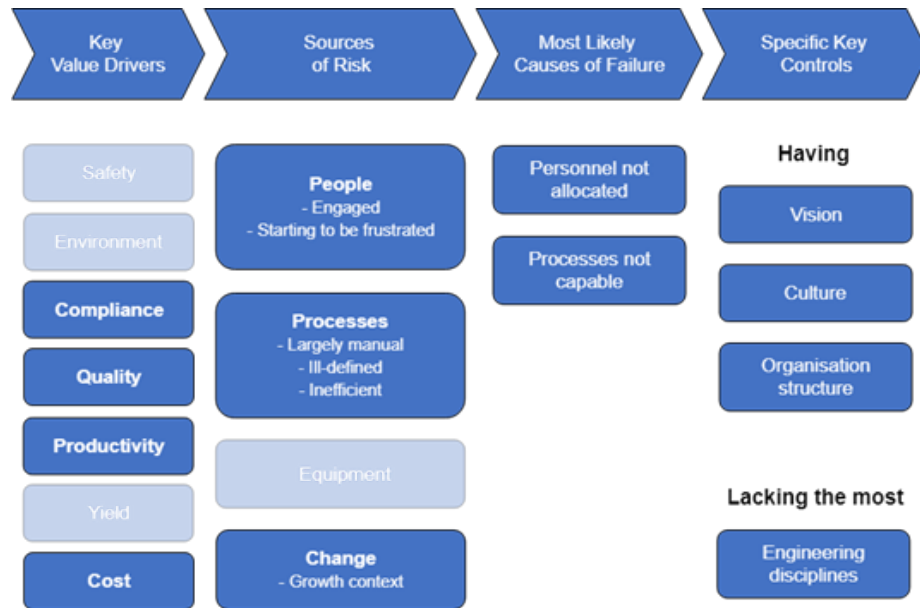 Key
Value Drivers
Sources
of Risk
Most Likely
Causes of Failure
Specific Key
Controls
Safety
Environment
Compliance
Quality
Productivity
Yield
Cost
People
- Engaged
- Starting to be frustrated
Processes
- Largely manual
- Ill-defined
- Inefficient
Equipment
Change
- Growth context
Personnel not
allocated
Processes not
capable
Having
Vision
Culture
Organisation
structure
Lacking the most
Engineering
disciplines